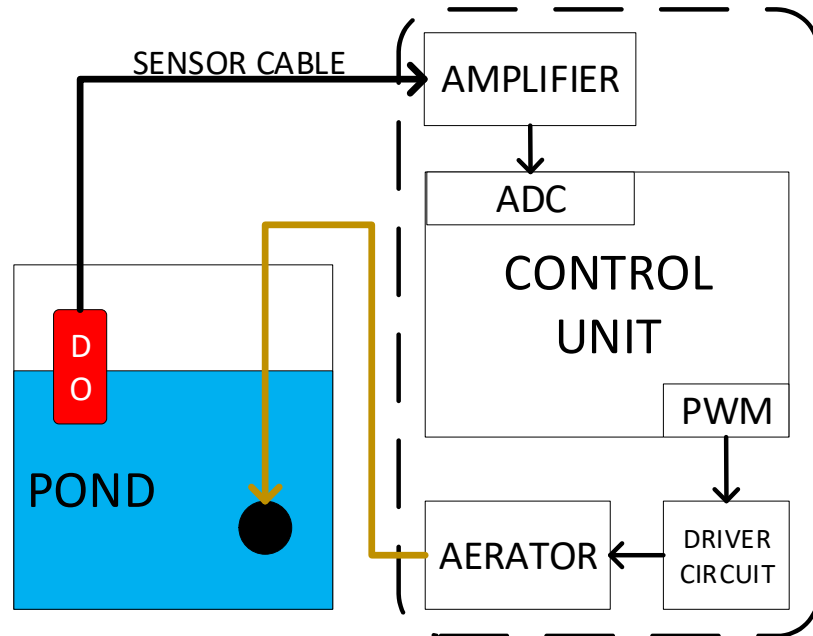 SENSOR CABLE
AMPLIFIER
ADC
CONTROL
UNIT
D
O
PWM
POND
AERATOR
DRIVER
CIRCUIT